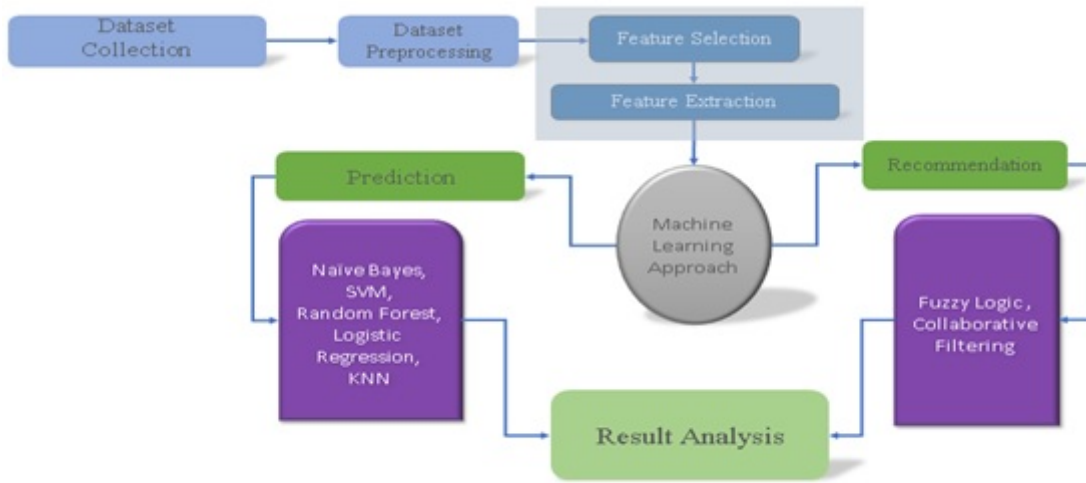 Dataset
Collection
Dataset
Preprocessing
Feature Selection
Feature Extraction
Prediction
Machine
Learning
Approach
Recommendation
Naïve Bayes,
SVM,
Random Forest,
Logistic
Regression,
KNN
Fuzzy Logic ,
Collaborative
Filtering
Result Analysis